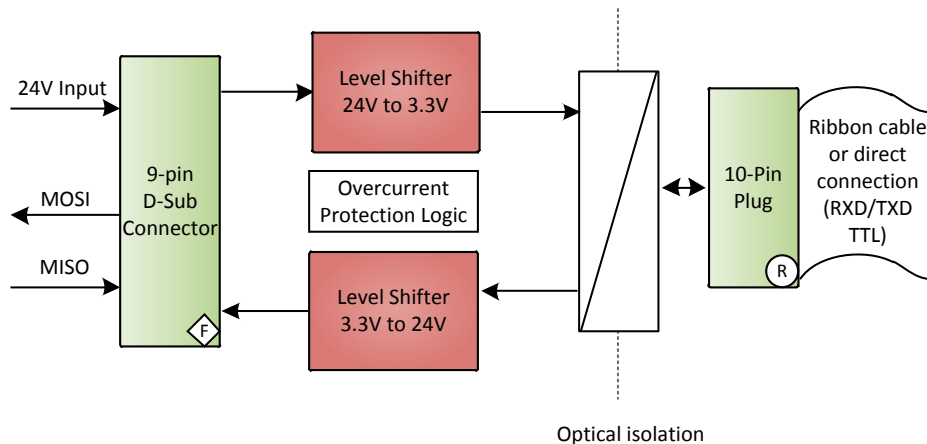 24V Input
MOSI
MISO
9-pin
D-Sub
Connector
F
Level Shifter
24V to 3.3V
Overcurrent
Protection Logic
Level Shifter
3.3V to 24V
Optical isolation
10-Pin
Plug
R
Ribbon cable
or direct
connection
(RXD/TXD
TTL)